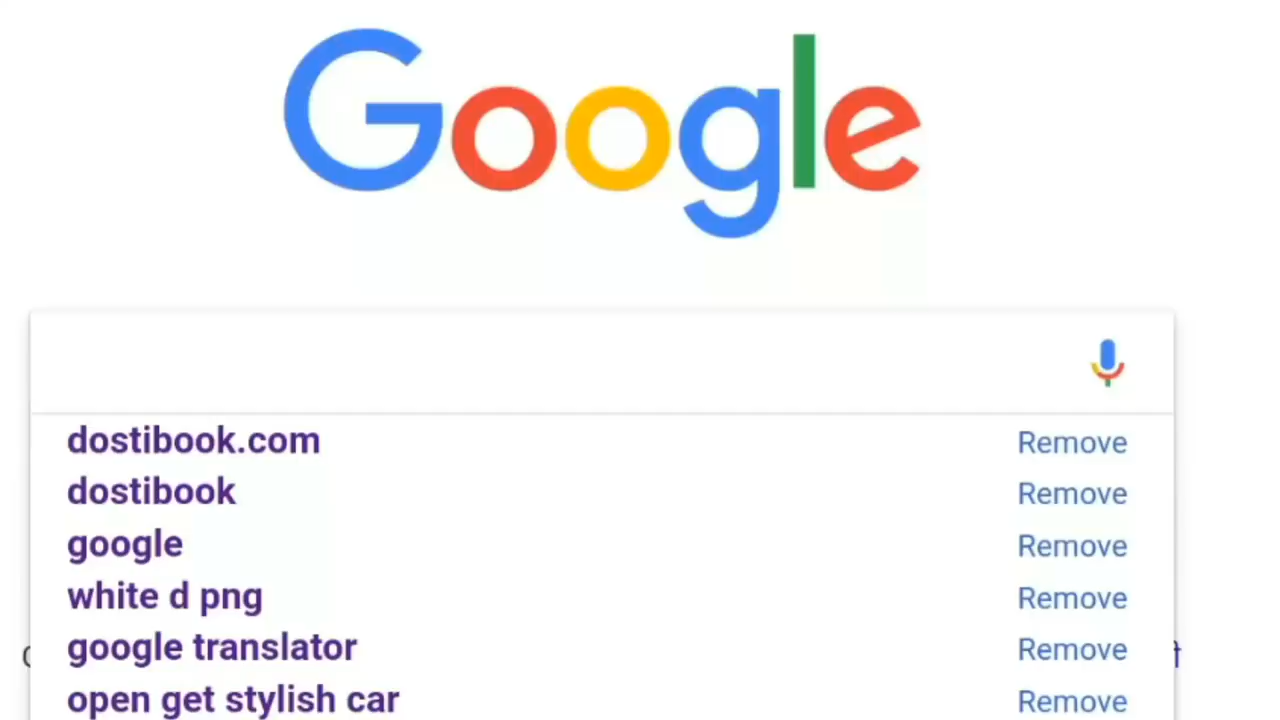 Google
dostibook.com Remove
dostibook Remove
google Remove
white d png Remove
google translator Remove
open get stylish car Remove